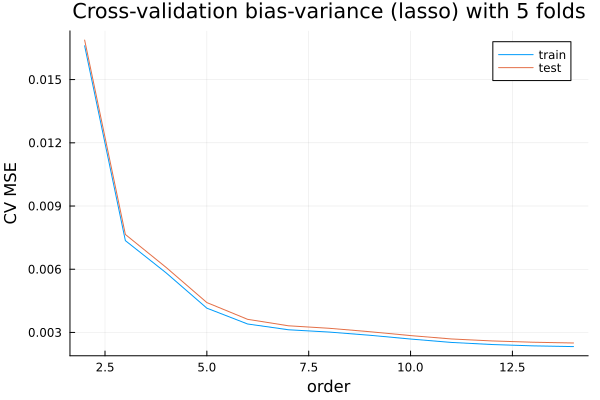 Cross-validation bias-variance (lasso) with 5 folds
train
test
CV MSE
0.015
0.012
0.009
0.006
0.003
2.5 5.0 7.5 10.0 12.5
order